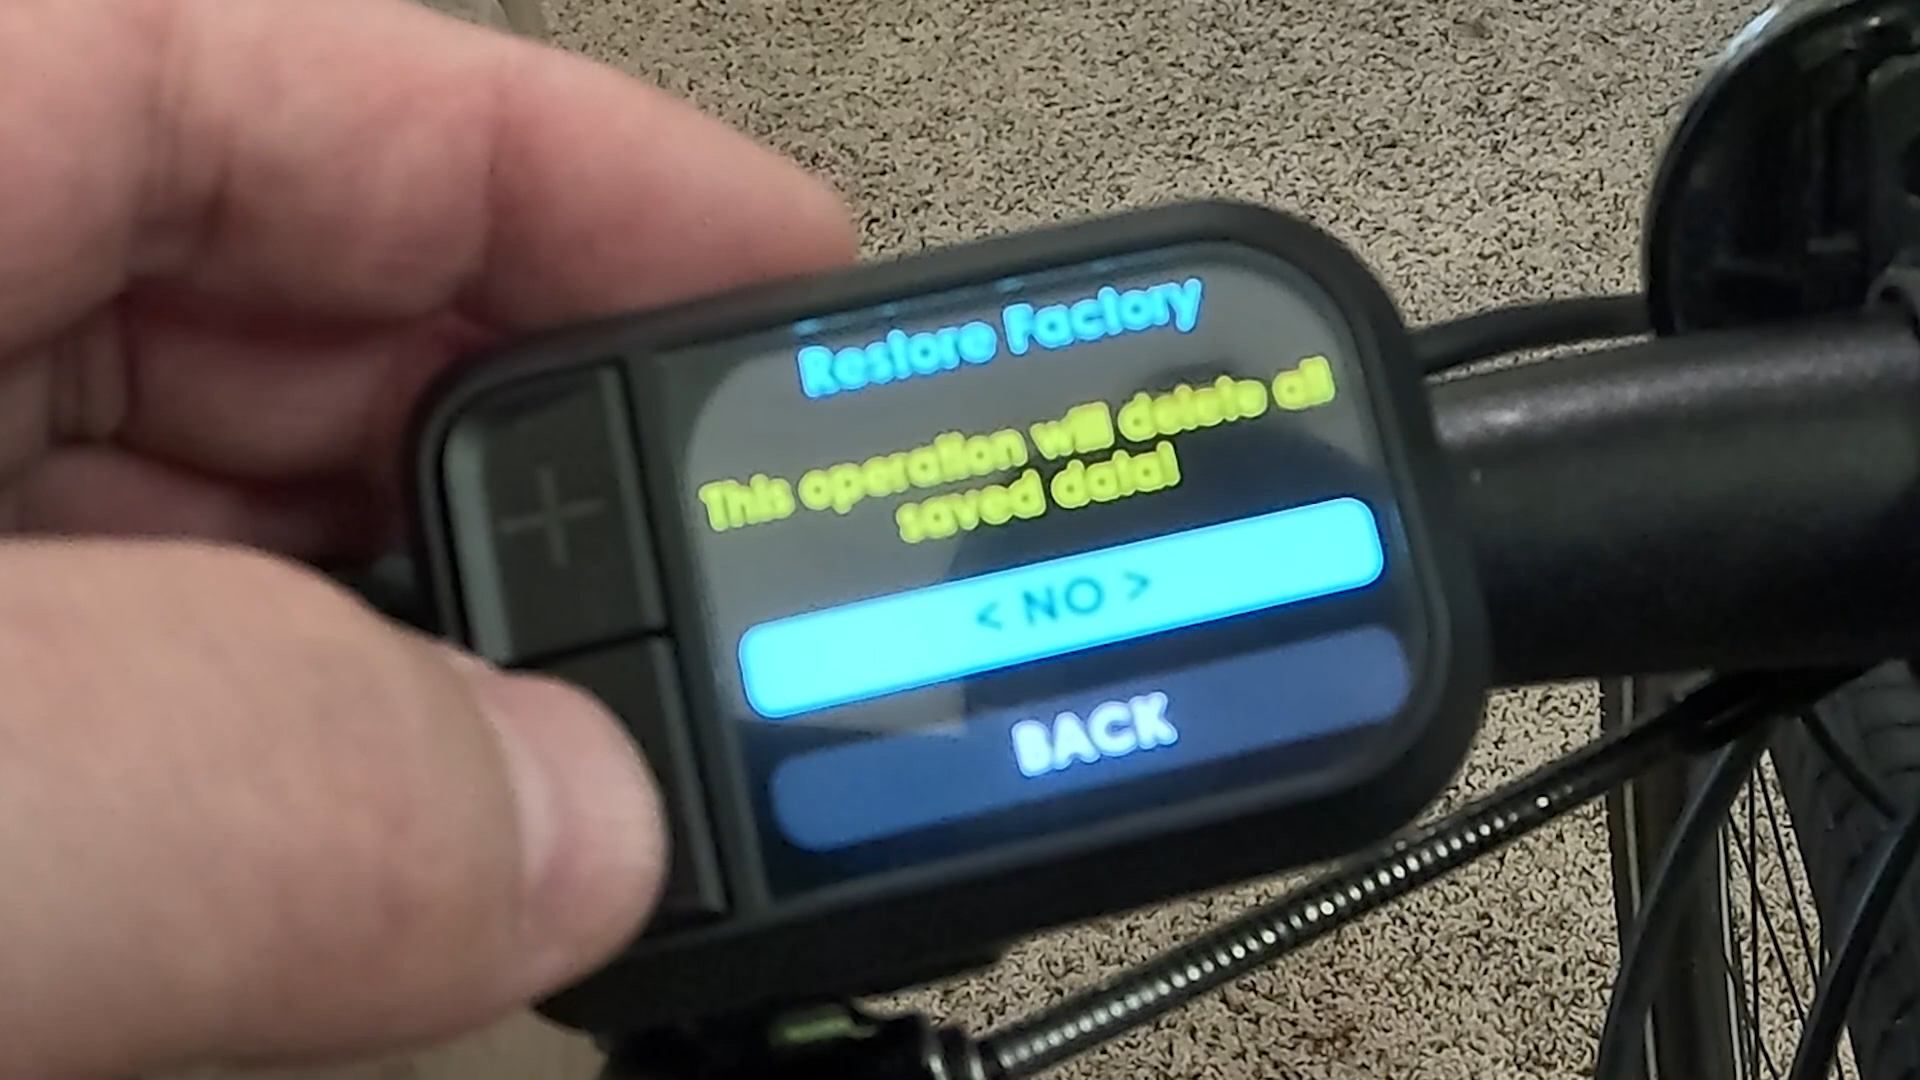 Restore Factory
This operation will delete all
saved data!
< NO >
BACK
+